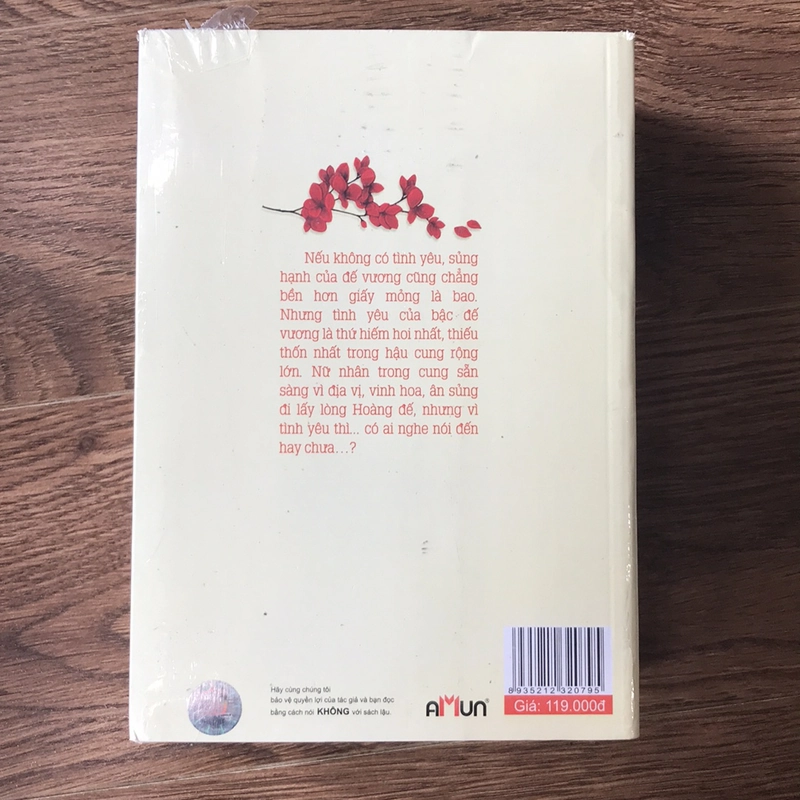 Nếu không có tình yêu, sủng
hạnh của đế vương cũng chẳng
bền hơn giấy mỏng là bao.
Nhưng tình yêu của bậc đế
vương là thứ hiếm hoi nhất, thiếu
thốn nhất trong hậu cung rộng
lớn. Nữ nhân trong cung sẵn
sàng vì địa vị, vinh hoa, ân sủng
đi lấy lòng Hoàng đế, nhưng vì
tình yêu thì... có ai nghe nói đến
hay chưa...?
Hãy cùng chúng tôi
bảo vệ quyền lợi của tác giả và bạn đọc
bằng cách nói KHÔNG với sách lậu.
AMUN®
8935212320795
Giá: 119.000đ